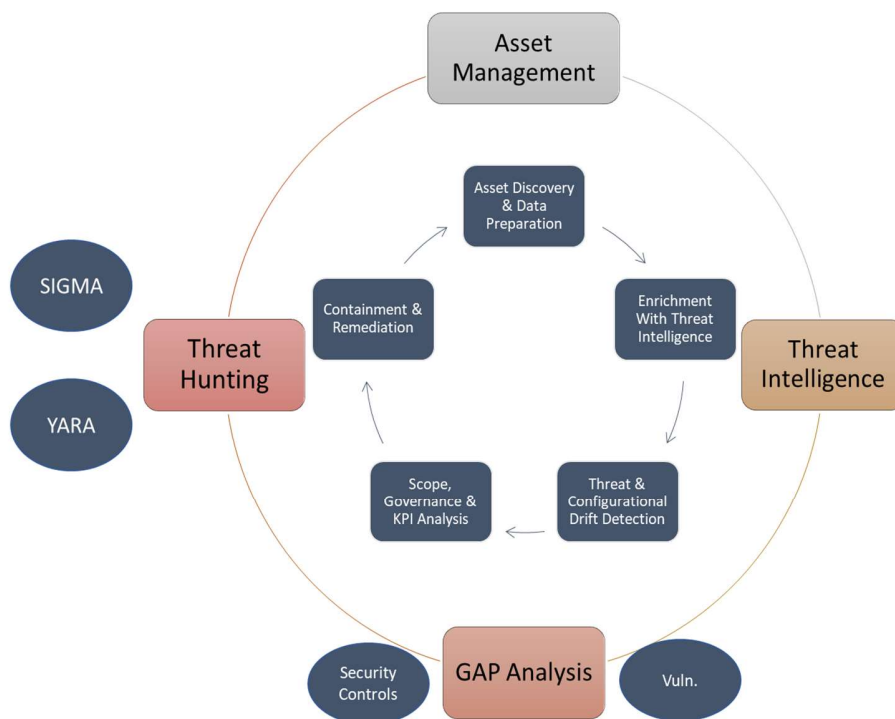 Asset
Management
Asset Discovery
& Data
Preparation
SIGMA
Containment &
Remediation
Enrichment
With Threat
Intelligence
Threat
Hunting
Threat
Intelligence
YARA
Scope,
Governance &
KPI Analysis
Threat &
Configurational
Drift Detection
Security
Controls
GAP Analysis
Vuln.